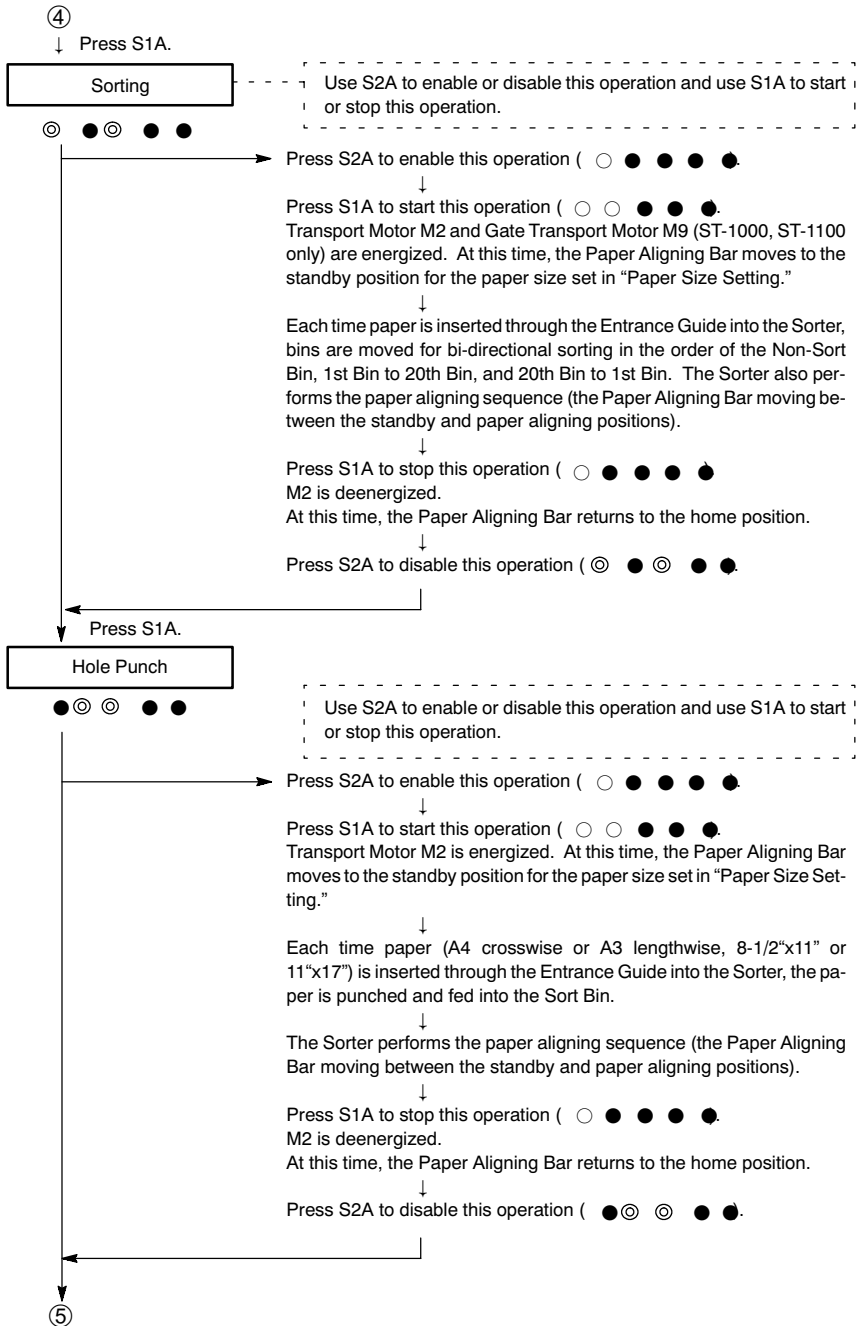 ④
↓ Press S1A.
Sorting
Use S2A to enable or disable this operation and use S1A to start
or stop this operation.
◎ ● ◎ ● ●
Press S2A to enable this operation ( ○ ● ● ● ● ).
↓
Press S1A to start this operation ( ○ ○ ● ● ● ).
Transport Motor M2 and Gate Transport Motor M9 (ST-1000, ST-1100
only) are energized. At this time, the Paper Aligning Bar moves to the
standby position for the paper size set in “Paper Size Setting.”
↓
Each time paper is inserted through the Entrance Guide into the Sorter,
bins are moved for bi-directional sorting in the order of the Non-Sort
Bin, 1st Bin to 20th Bin, and 20th Bin to 1st Bin. The Sorter also per-
forms the paper aligning sequence (the Paper Aligning Bar moving be-
tween the standby and paper aligning positions).
↓
Press S1A to stop this operation ( ○ ● ● ● ● )
M2 is deenergized.
At this time, the Paper Aligning Bar returns to the home position.
↓
Press S2A to disable this operation ( ◎ ● ◎ ● ● ).
Press S1A.
Hole Punch
● ◎ ◎ ● ●
Use S2A to enable or disable this operation and use S1A to start
or stop this operation.
Press S2A to enable this operation ( ○ ● ● ● ● ).
↓
Press S1A to start this operation ( ○ ○ ● ● ● ).
Transport Motor M2 is energized. At this time, the Paper Aligning Bar
moves to the standby position for the paper size set in “Paper Size Set-
ting.”
↓
Each time paper (A4 crosswise or A3 lengthwise, 8-1/2“x11” or
11“x17”) is inserted through the Entrance Guide into the Sorter, the pa-
per is punched and fed into the Sort Bin.
↓
The Sorter performs the paper aligning sequence (the Paper Aligning
Bar moving between the standby and paper aligning positions).
↓
Press S1A to stop this operation ( ○ ● ● ● ● ).
M2 is deenergized.
At this time, the Paper Aligning Bar returns to the home position.
↓
Press S2A to disable this operation ( ● ◎ ◎ ● ● ).
⑤